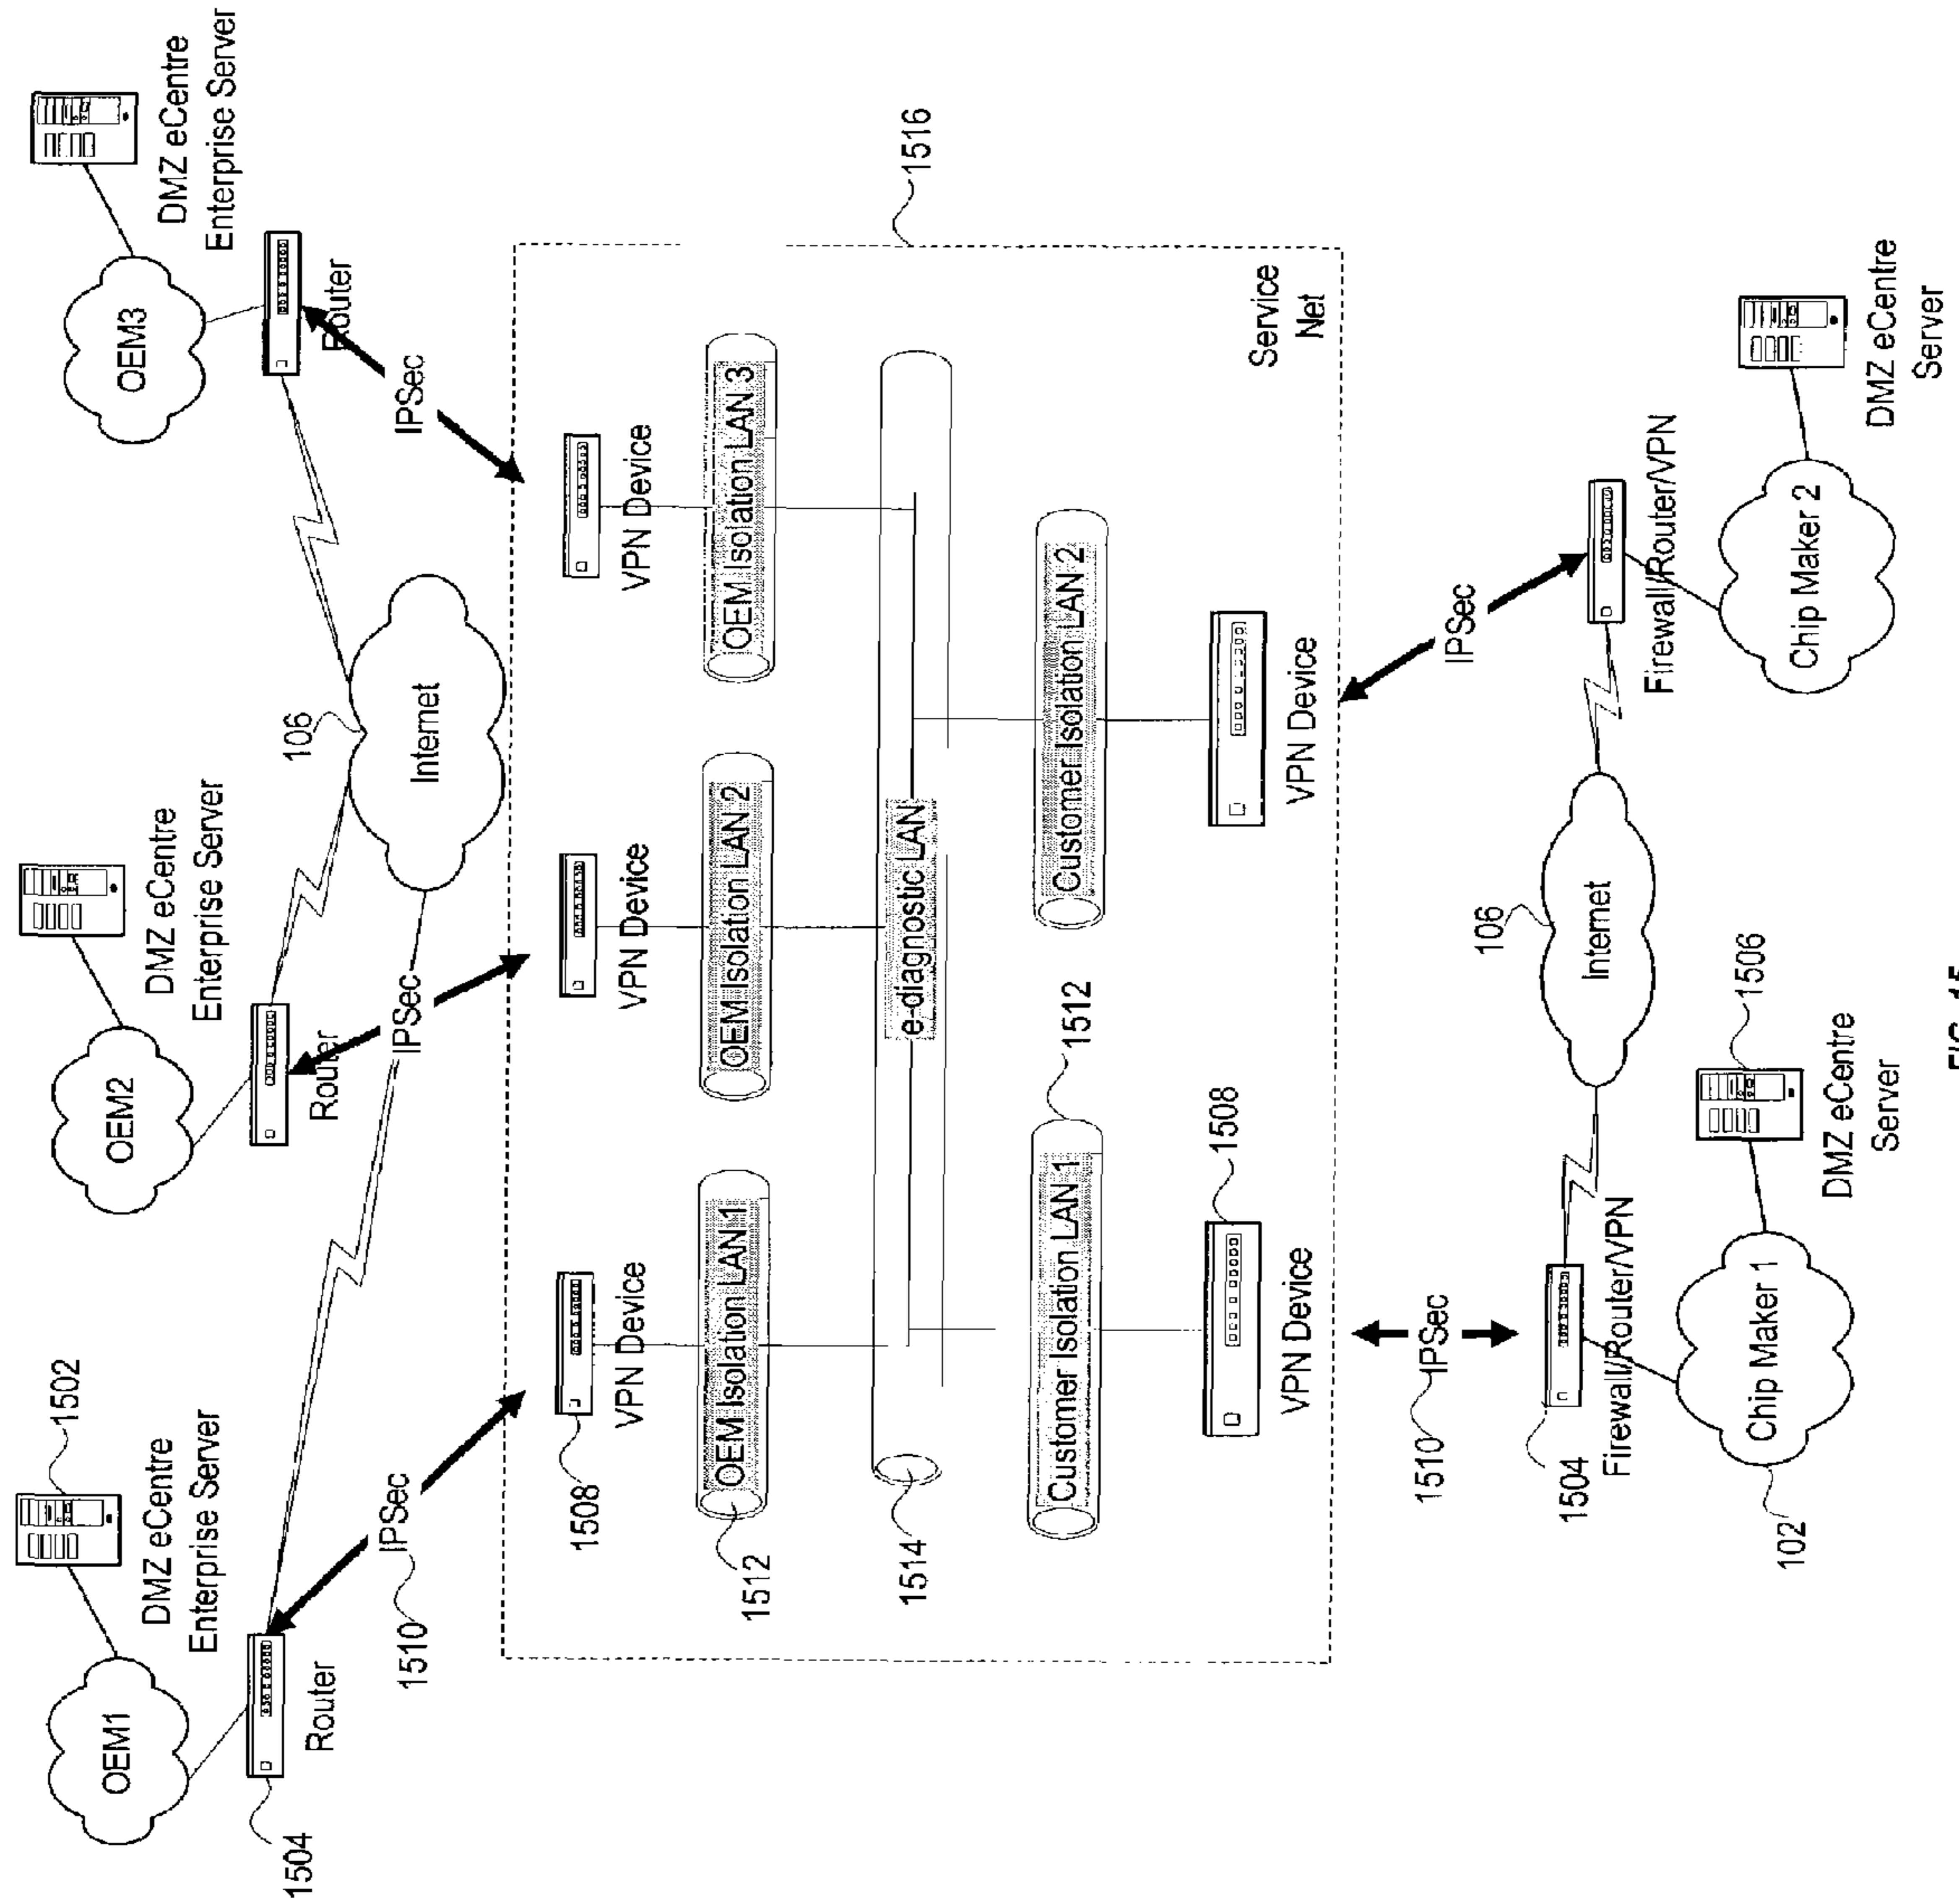 1502
DMZ eCentre
Enterprise Server
OEM1
1504
Router
1510
IPSec
DMZ eCentre
Enterprise Server
OEM2
Router
IPSec
106
Internet
DMZ eCentre
Enterprise Server
OEM3
Router
IPSec
1508
VPN Device
VPN Device
VPN Device
1512
OEM Isolation LAN 1
OEM Isolation LAN 2
OEM Isolation LAN 3
1514
e-diagnostic LAN
1516
Customer Isolation LAN 1
1512
Customer Isolation LAN 2
1508
VPN Device
VPN Device
Service
Net
1510
IPSec
IPSec
1504
Firewall/Router/VPN
106
Internet
Firewall/Router/VPN
102
Chip Maker 1
1506
DMZ eCentre
Server
Chip Maker 2
DMZ eCentre
Server
FIG. 15